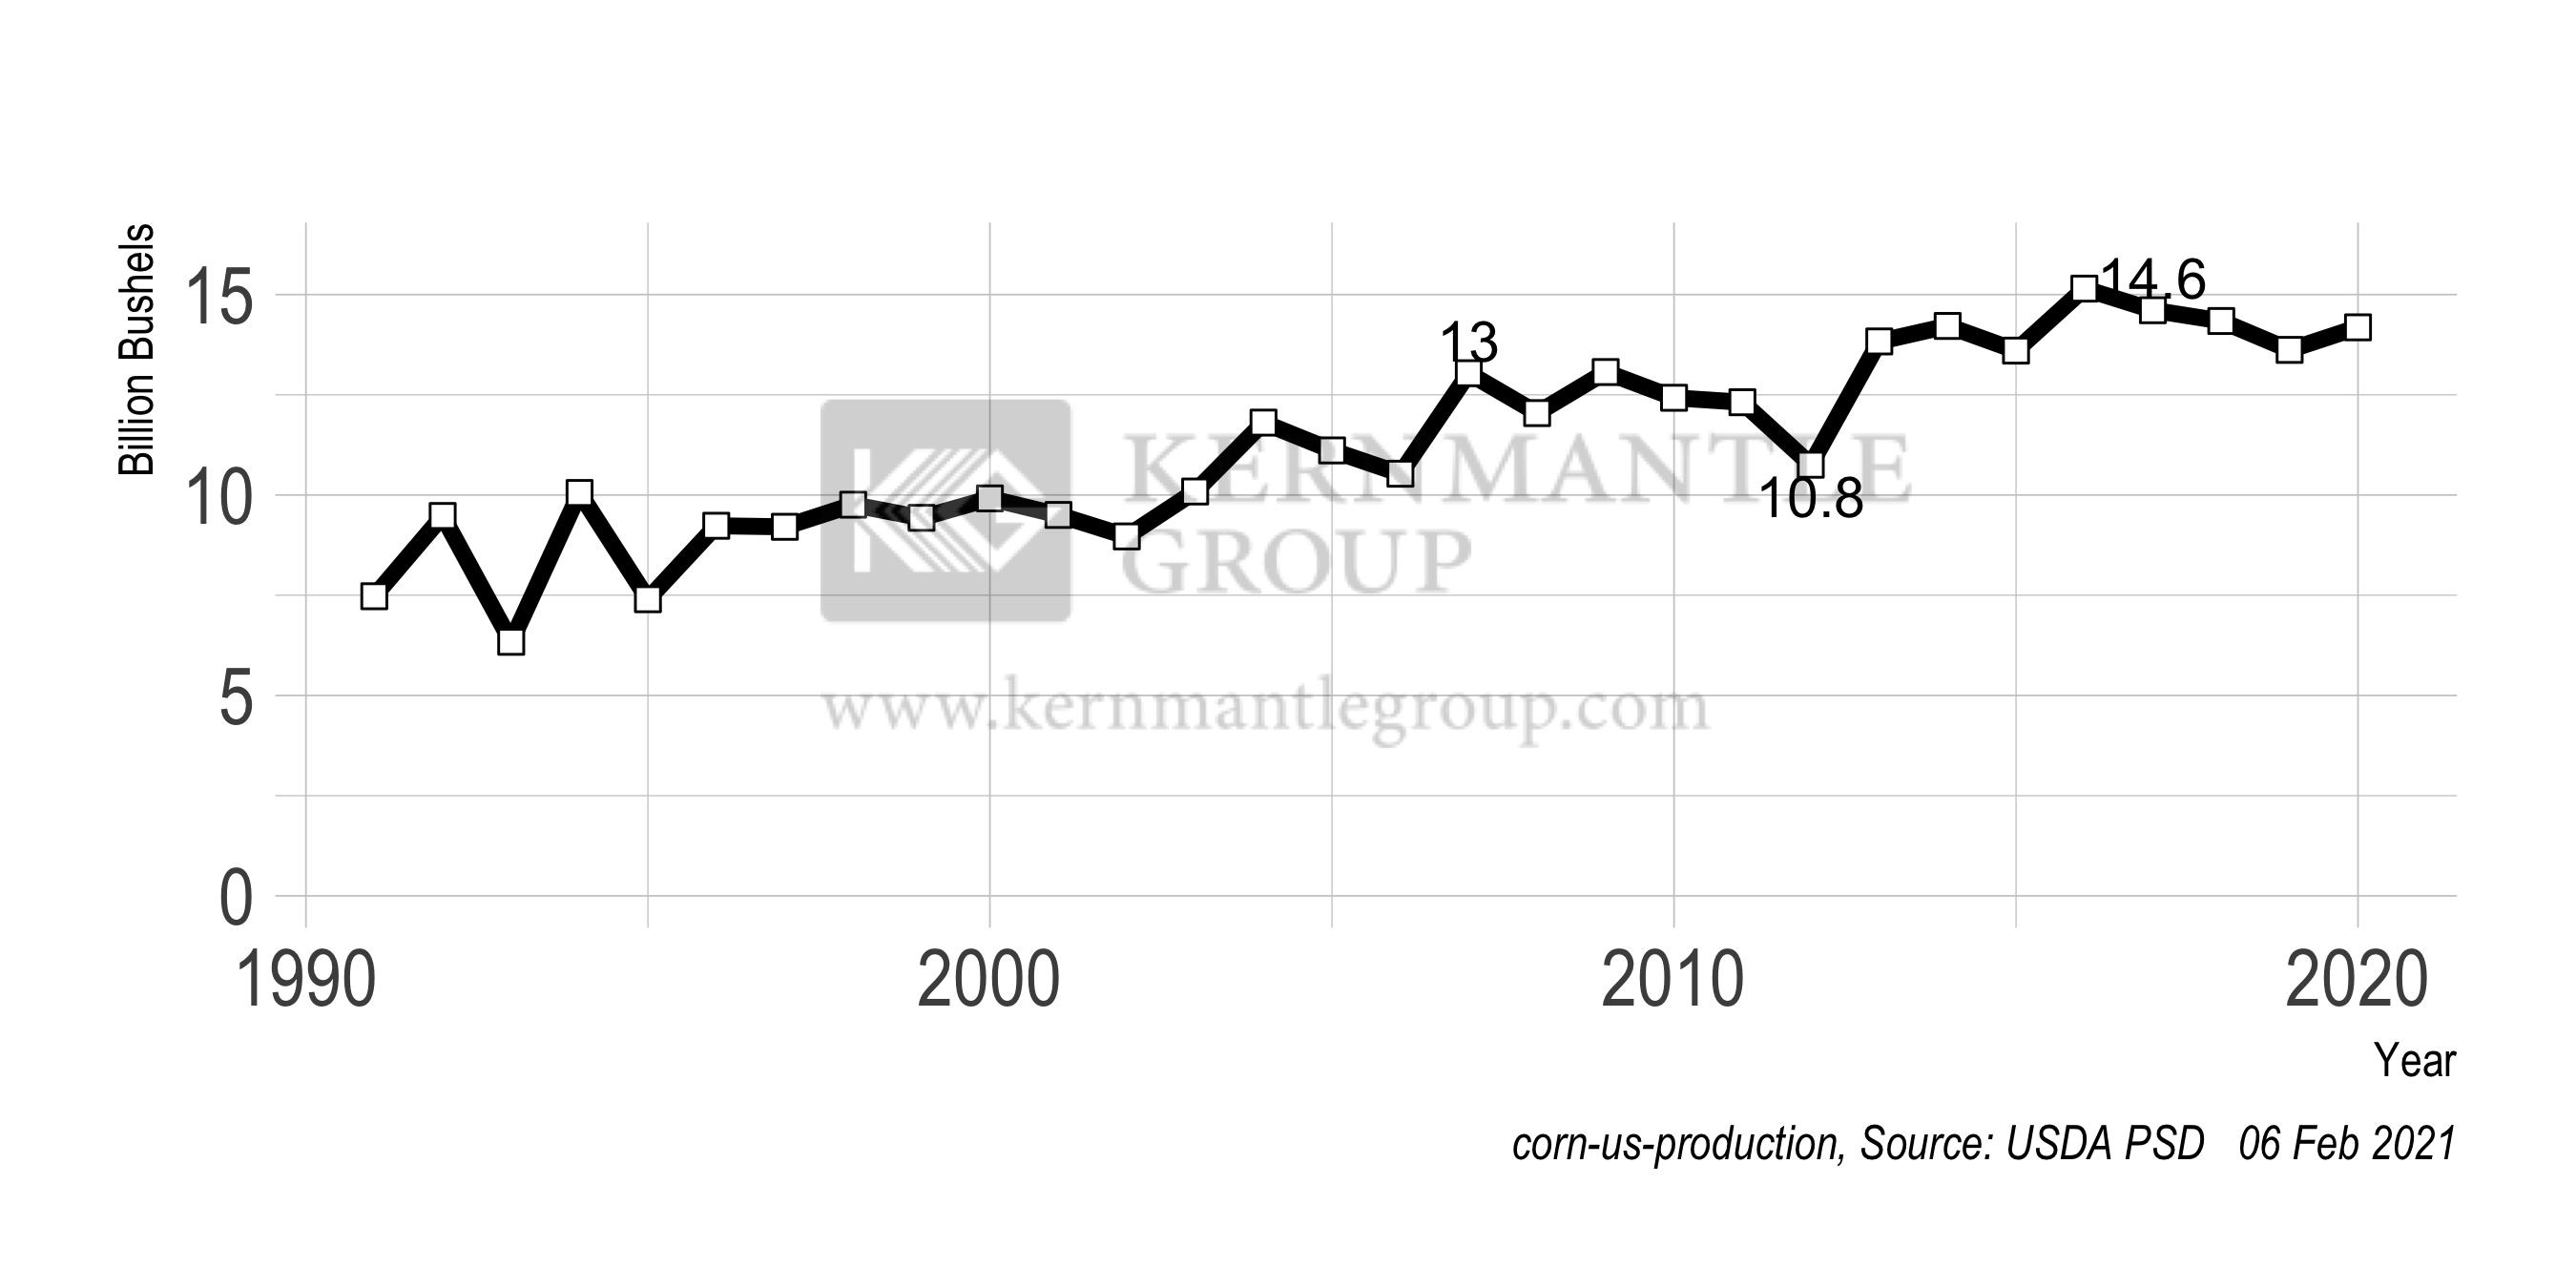 Billion Bushels
15
10
5
0
13
14.6
10.8
KERNMANTLE
GROUP
www.kernmantlegroup.com
1990 2000 2010 2020
Year
corn-us-production, Source: USDA PSD 06 Feb 2021